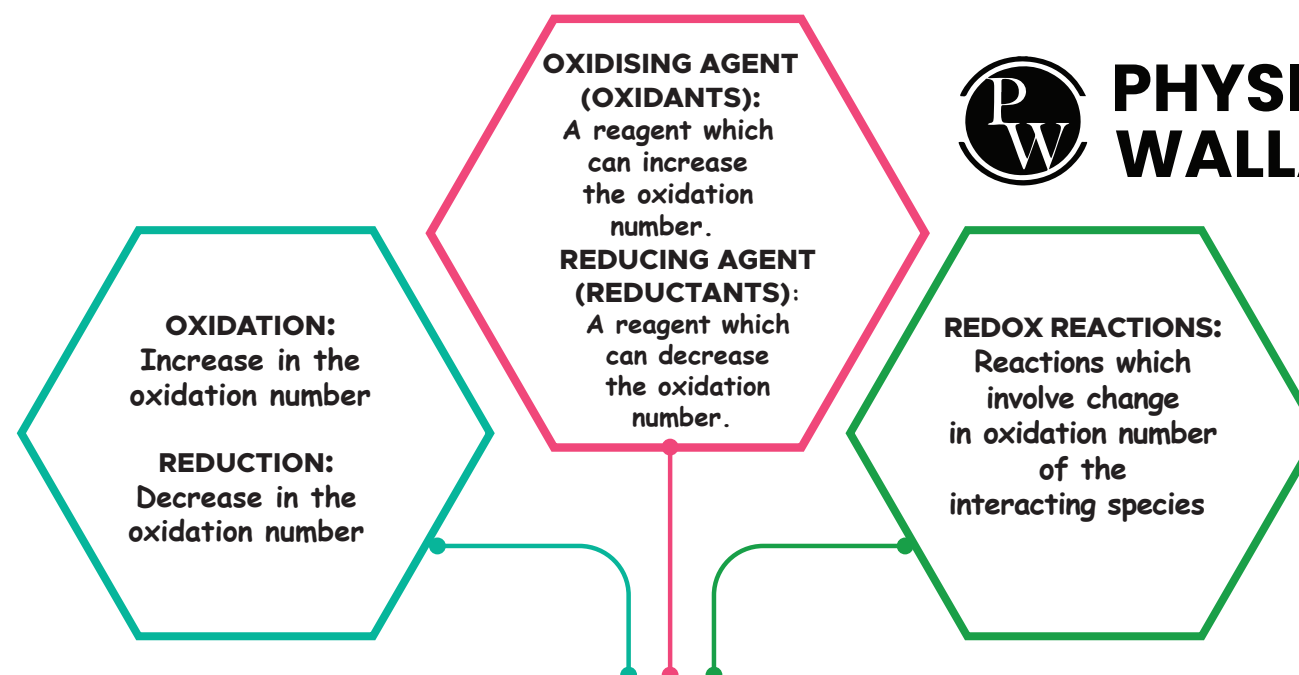 OXIDISING AGENT
(OXIDANTS):
A reagent which
can increase
the oxidation
number.
REDUCING AGENT
(REDUCTANTS):
A reagent which
can decrease
the oxidation
number.
PW
OXIDATION:
Increase in the
oxidation number
REDUCTION:
Decrease in the
oxidation number
REDOX REACTIONS:
Reactions which
involve change
in oxidation number
of the
interacting species